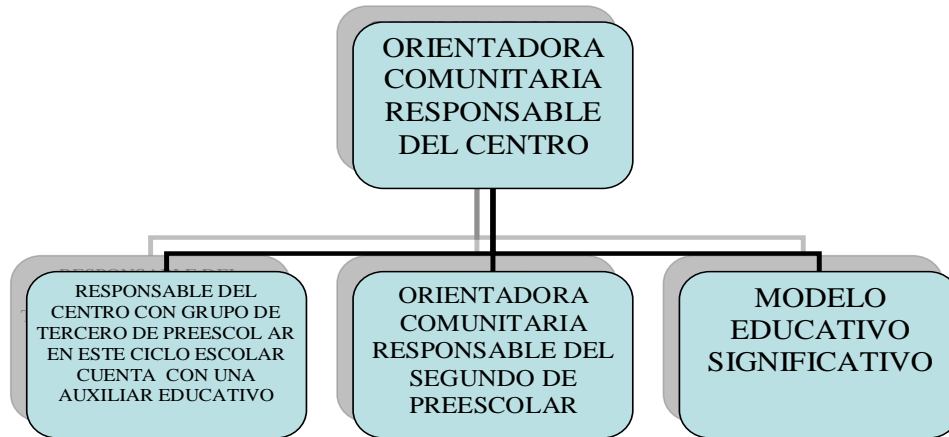 ORIENTADORA
COMUNITARIA
RESPONSABLE
DEL CENTRO
RESPONSABLE DEL
CENTRO CON GRUPO DE
TERCERO DE PREESCOL AR
EN ESTE CICLO ESCOLAR
CUENTA CON UNA
AUXILIAR EDUCATIVO
ORIENTADORA
COMUNITARIA
RESPONSABLE DEL
SEGUNDO DE
PREESCOLAR
MODELO
EDUCATIVO
SIGNIFICATIVO